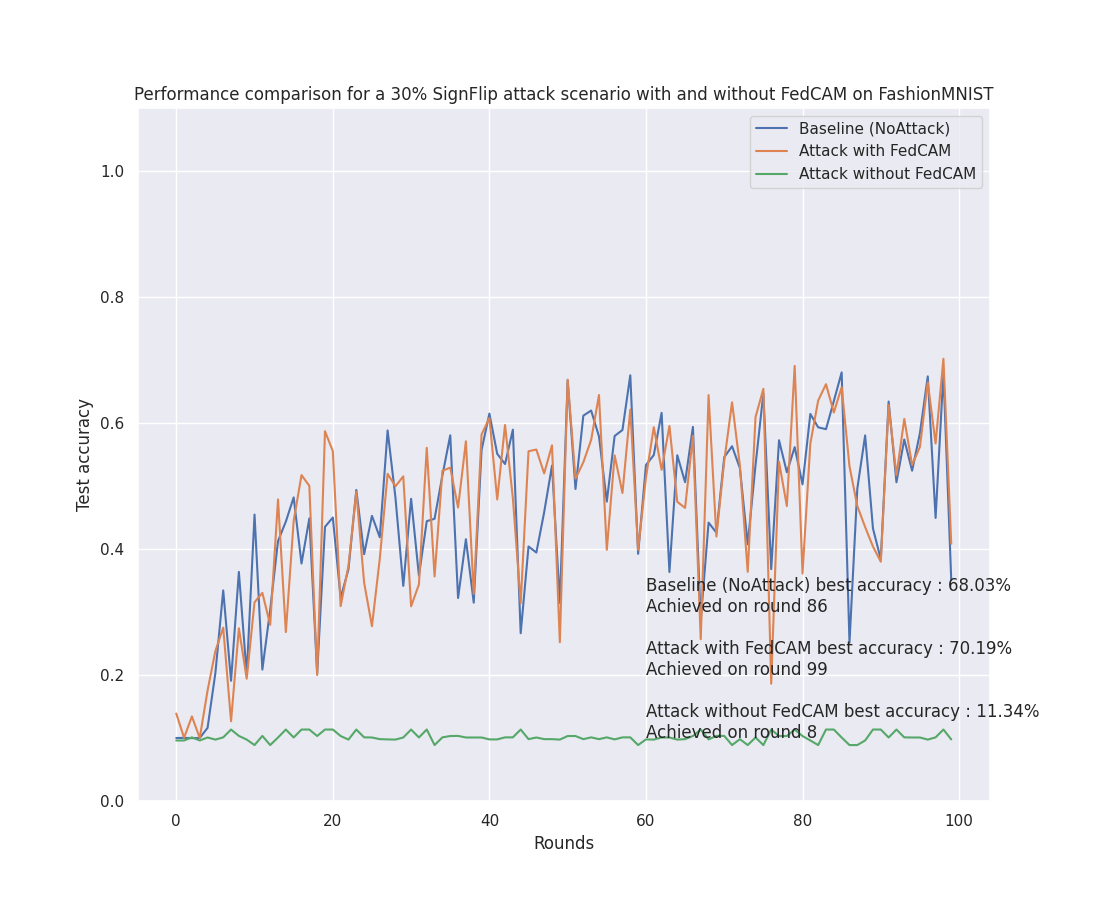 Performance comparison for a 30% SignFlip attack scenario with and without FedCAM on FashionMNIST
Baseline (NoAttack)
Attack with FedCAM
Attack without FedCAM
1.0
0.8
0.6
0.4
0.2
0.0
Test accuracy
Baseline (NoAttack) best accuracy : 68.03%
Achieved on round 86
Attack with FedCAM best accuracy : 70.19%
Achieved on round 99
Attack without FedCAM best accuracy : 11.34%
Achieved on round 8
0 20 40 60 80 100
Rounds